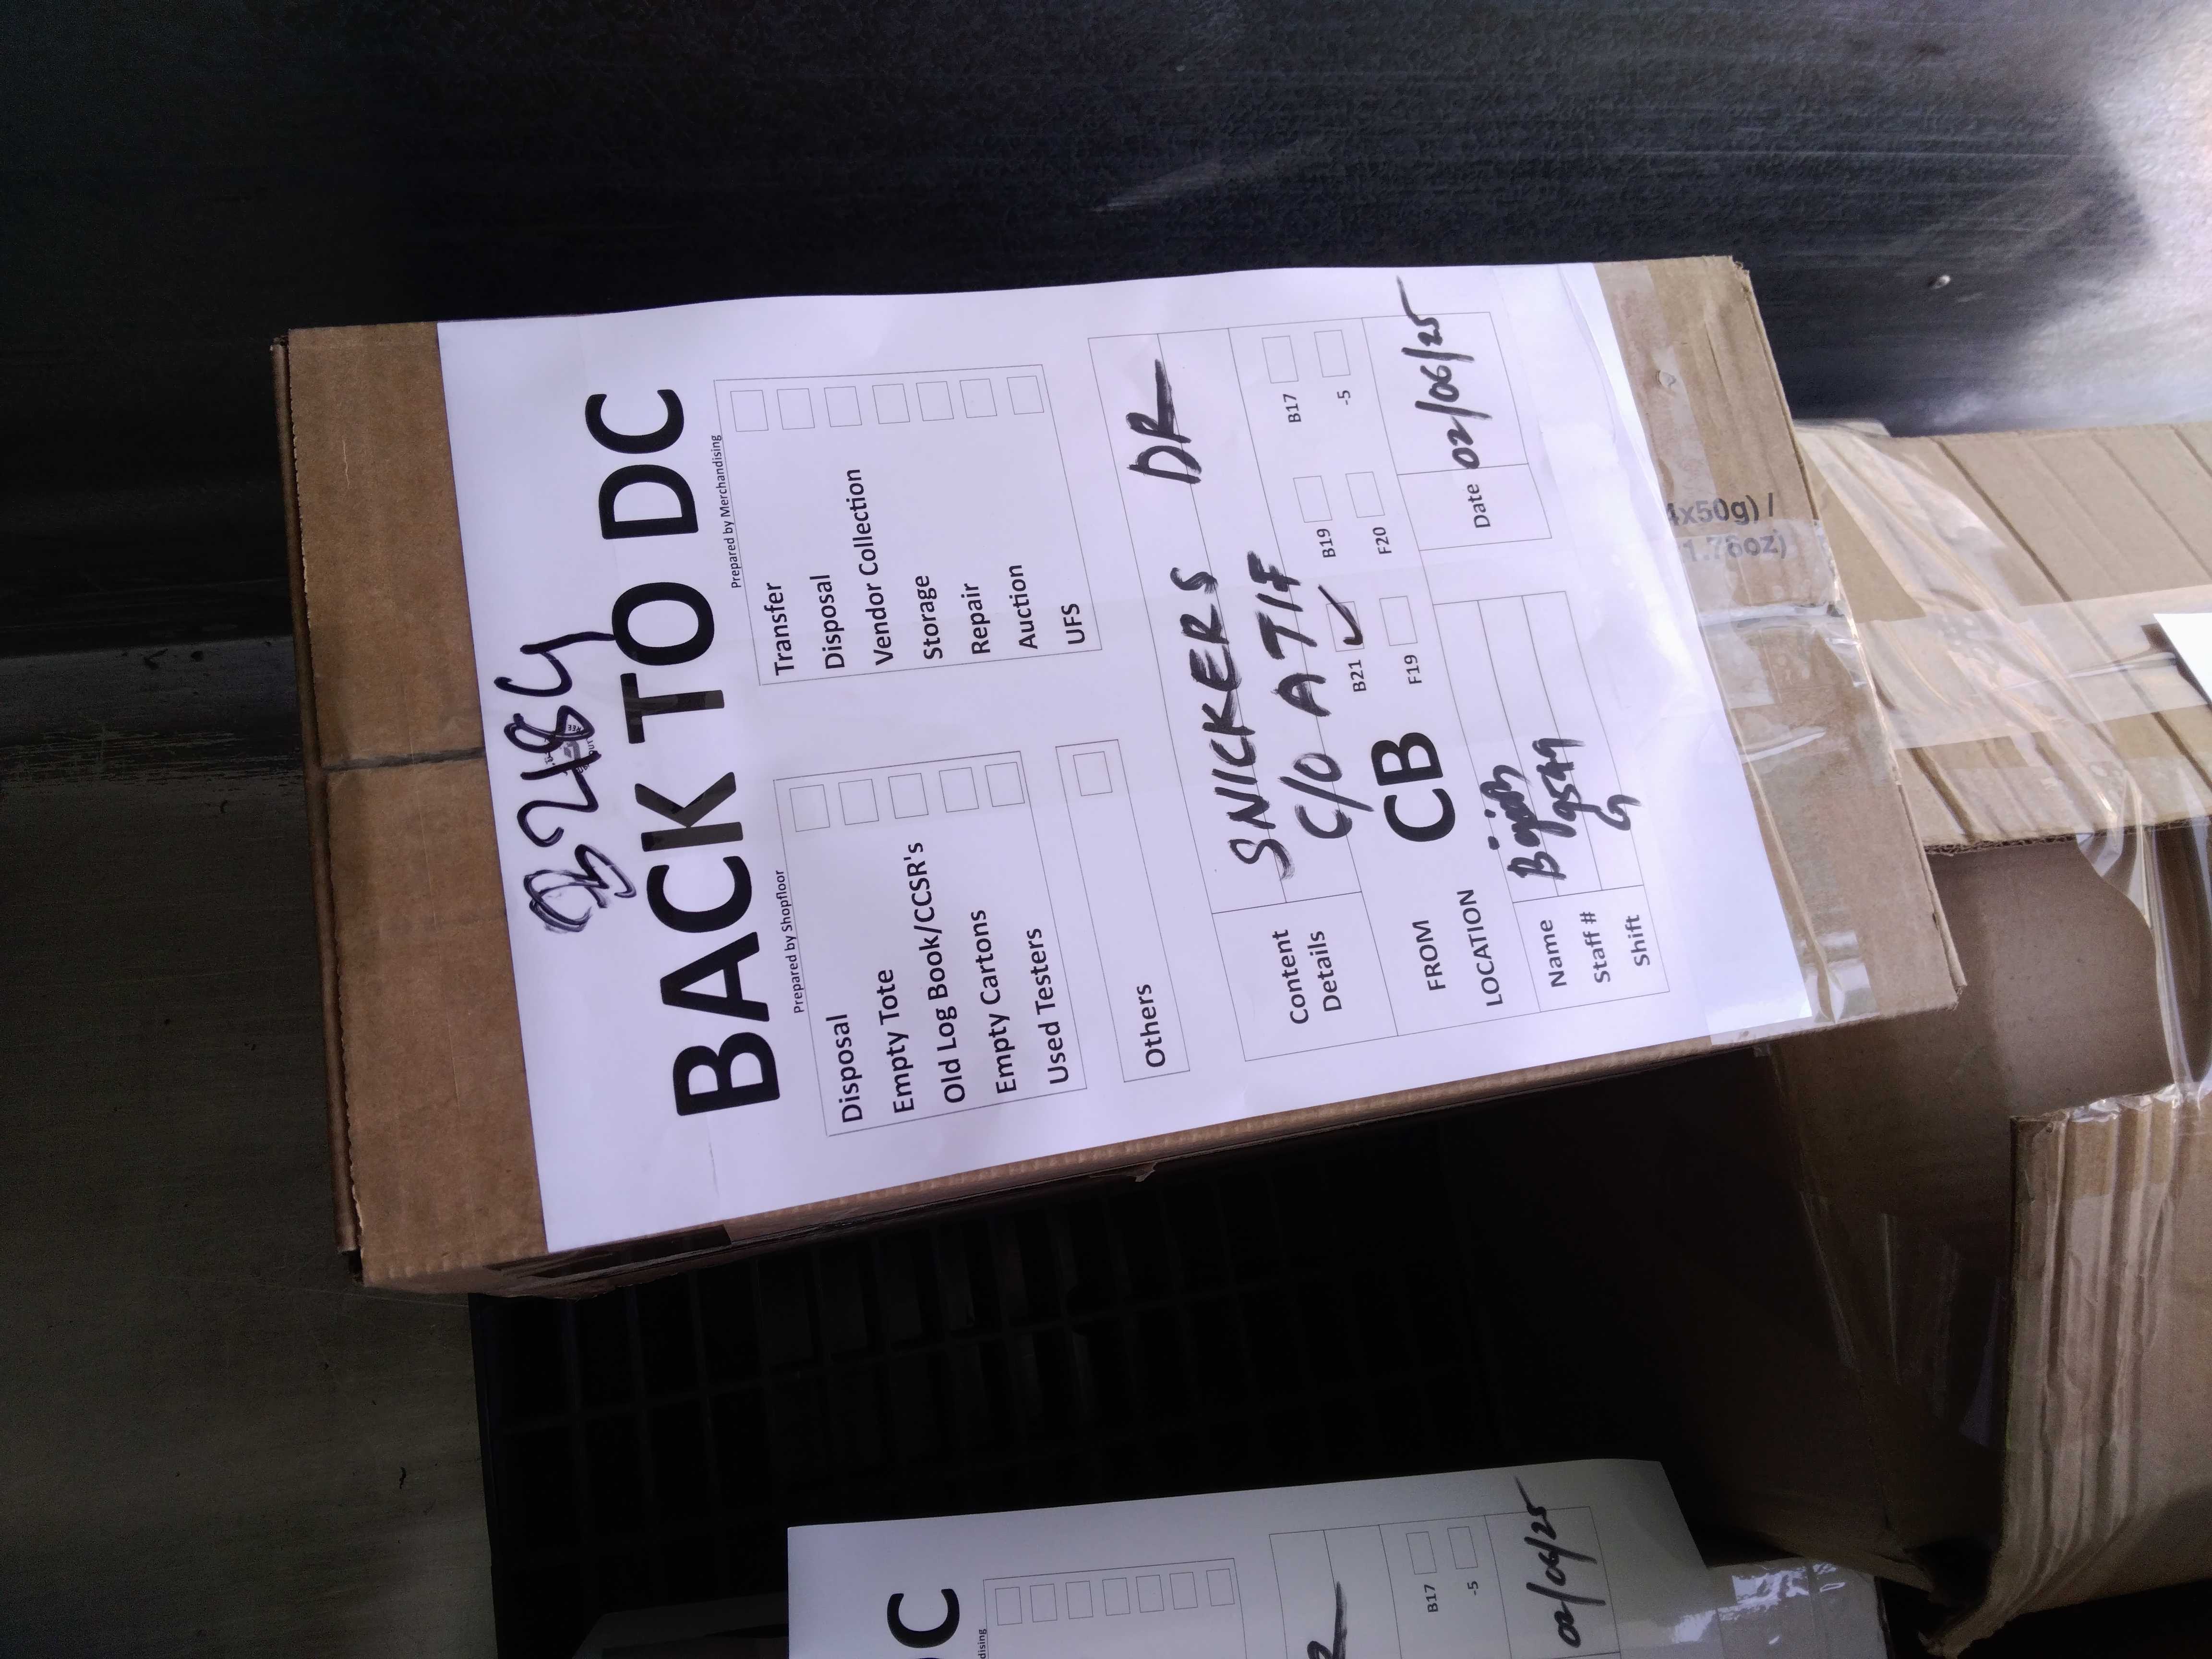 B2184
BACK TO DC
Prepared by Shopfloor
Disposal
Empty Tote
Old Log Book/CCSR's
Empty Cartons
Used Testers
Others
Prepared by Merchandising
Transfer
Disposal
Vendor Collection
Storage
Repair
Auction
UFS
Content Details
SNICKERS DR
C/O ATIF
FROM LOCATION
CB
B21 ✓ B19 B17
F19 F20 -5
Name
Staff #
Shift
Date 02/06/25
4x50g) /
1.76oz)
B17
-5
02/06/25